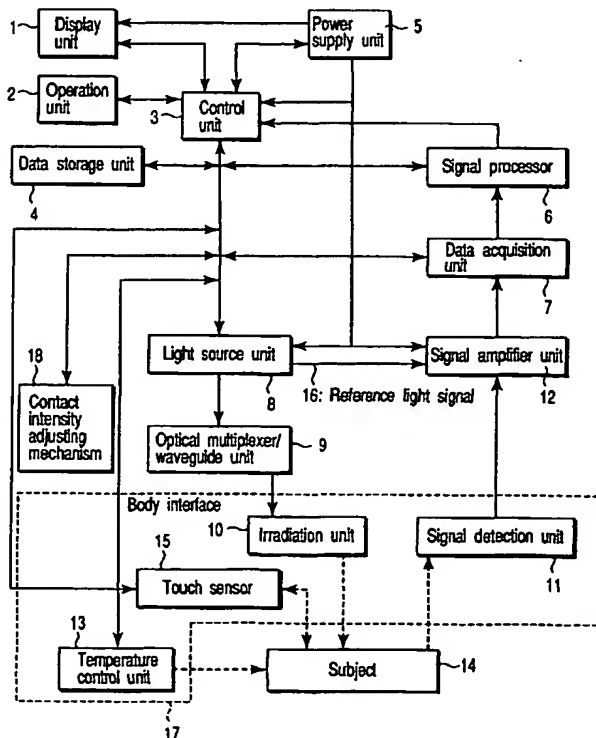 1
Display
unit
Power
supply unit
5
2
Operation
unit
3
Control
unit
Data storage unit
4
Signal processor
6
Data acquisition
unit
7
18
Contact
intensity
adjusting
mechanism
Light source unit
8
16: Reference light signal
Signal amplifier unit
12
Optical multiplexer/
waveguide unit
9
Body interface
10
Irradiation unit
Signal detection unit
11
15
Touch sensor
13
Temperature
control unit
Subject
14
17